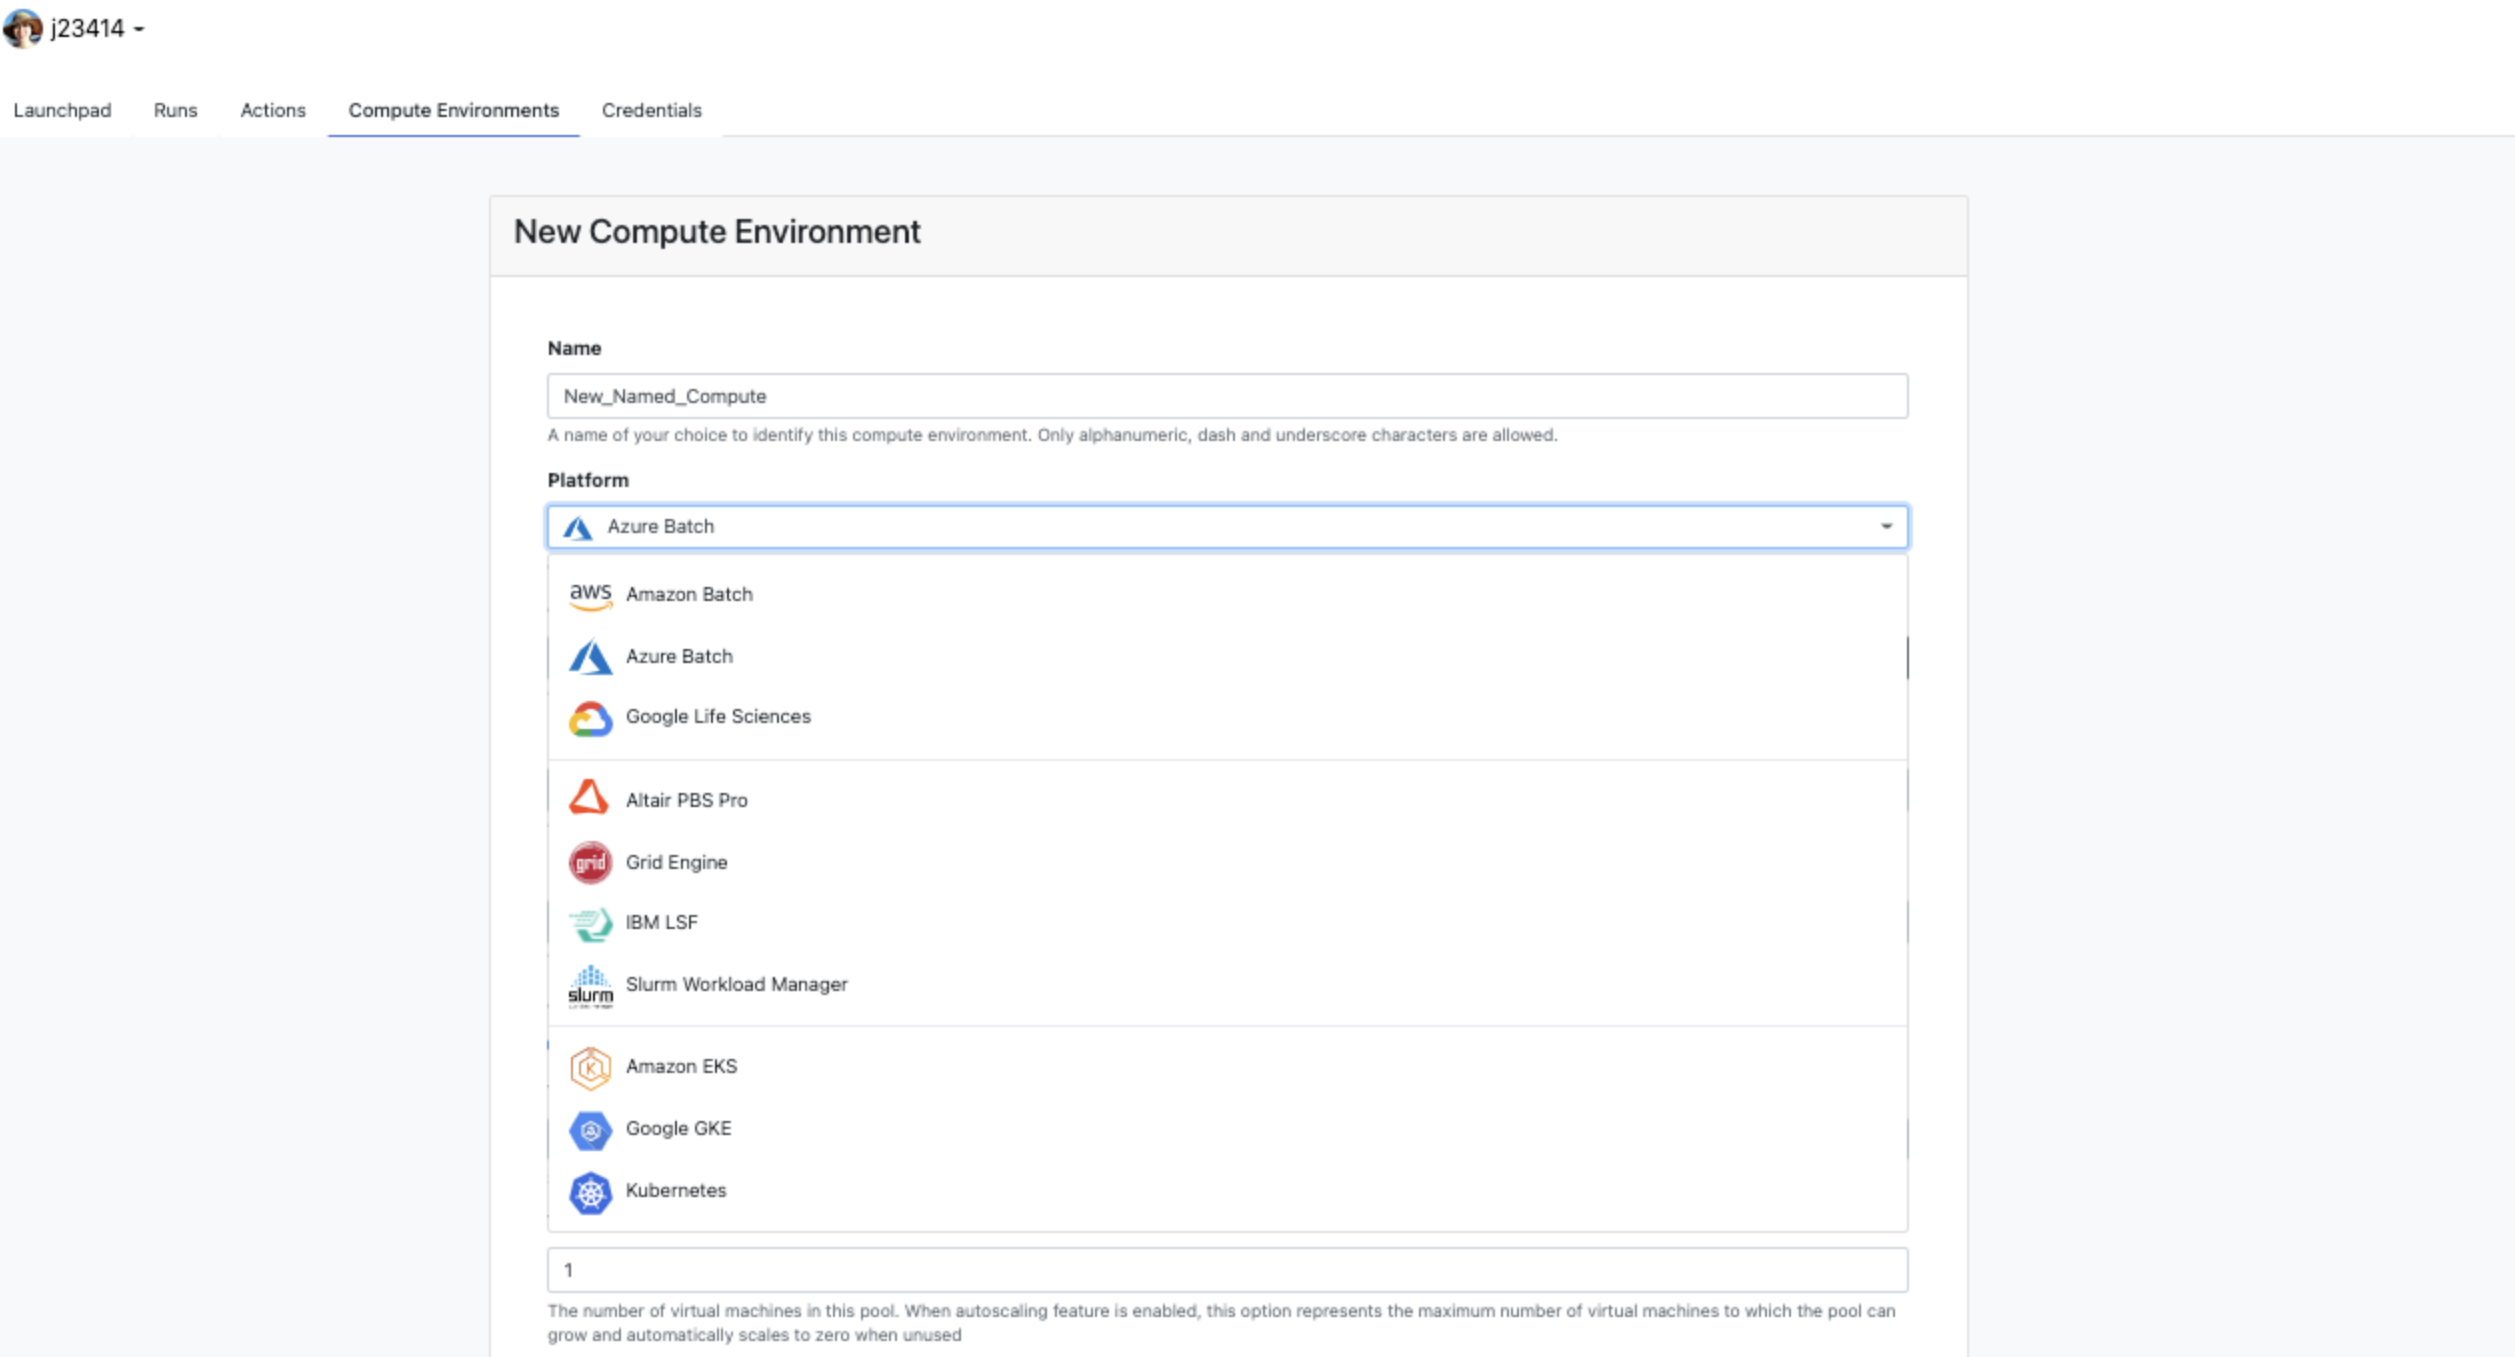 j23414
Launchpad Runs Actions Compute Environments Credentials
New Compute Environment
Name
New_Named_Compute
A name of your choice to identify this compute environment. Only alphanumeric, dash and underscore characters are allowed.
Platform
Azure Batch
aws Amazon Batch
Azure Batch
Google Life Sciences
Altair PBS Pro
grid Grid Engine
IBM LSF
slurm Slurm Workload Manager
Amazon EKS
Google GKE
Kubernetes
1
The number of virtual machines in this pool. When autoscaling feature is enabled, this option represents the maximum number of virtual machines to which the pool can
grow and automatically scales to zero when unused